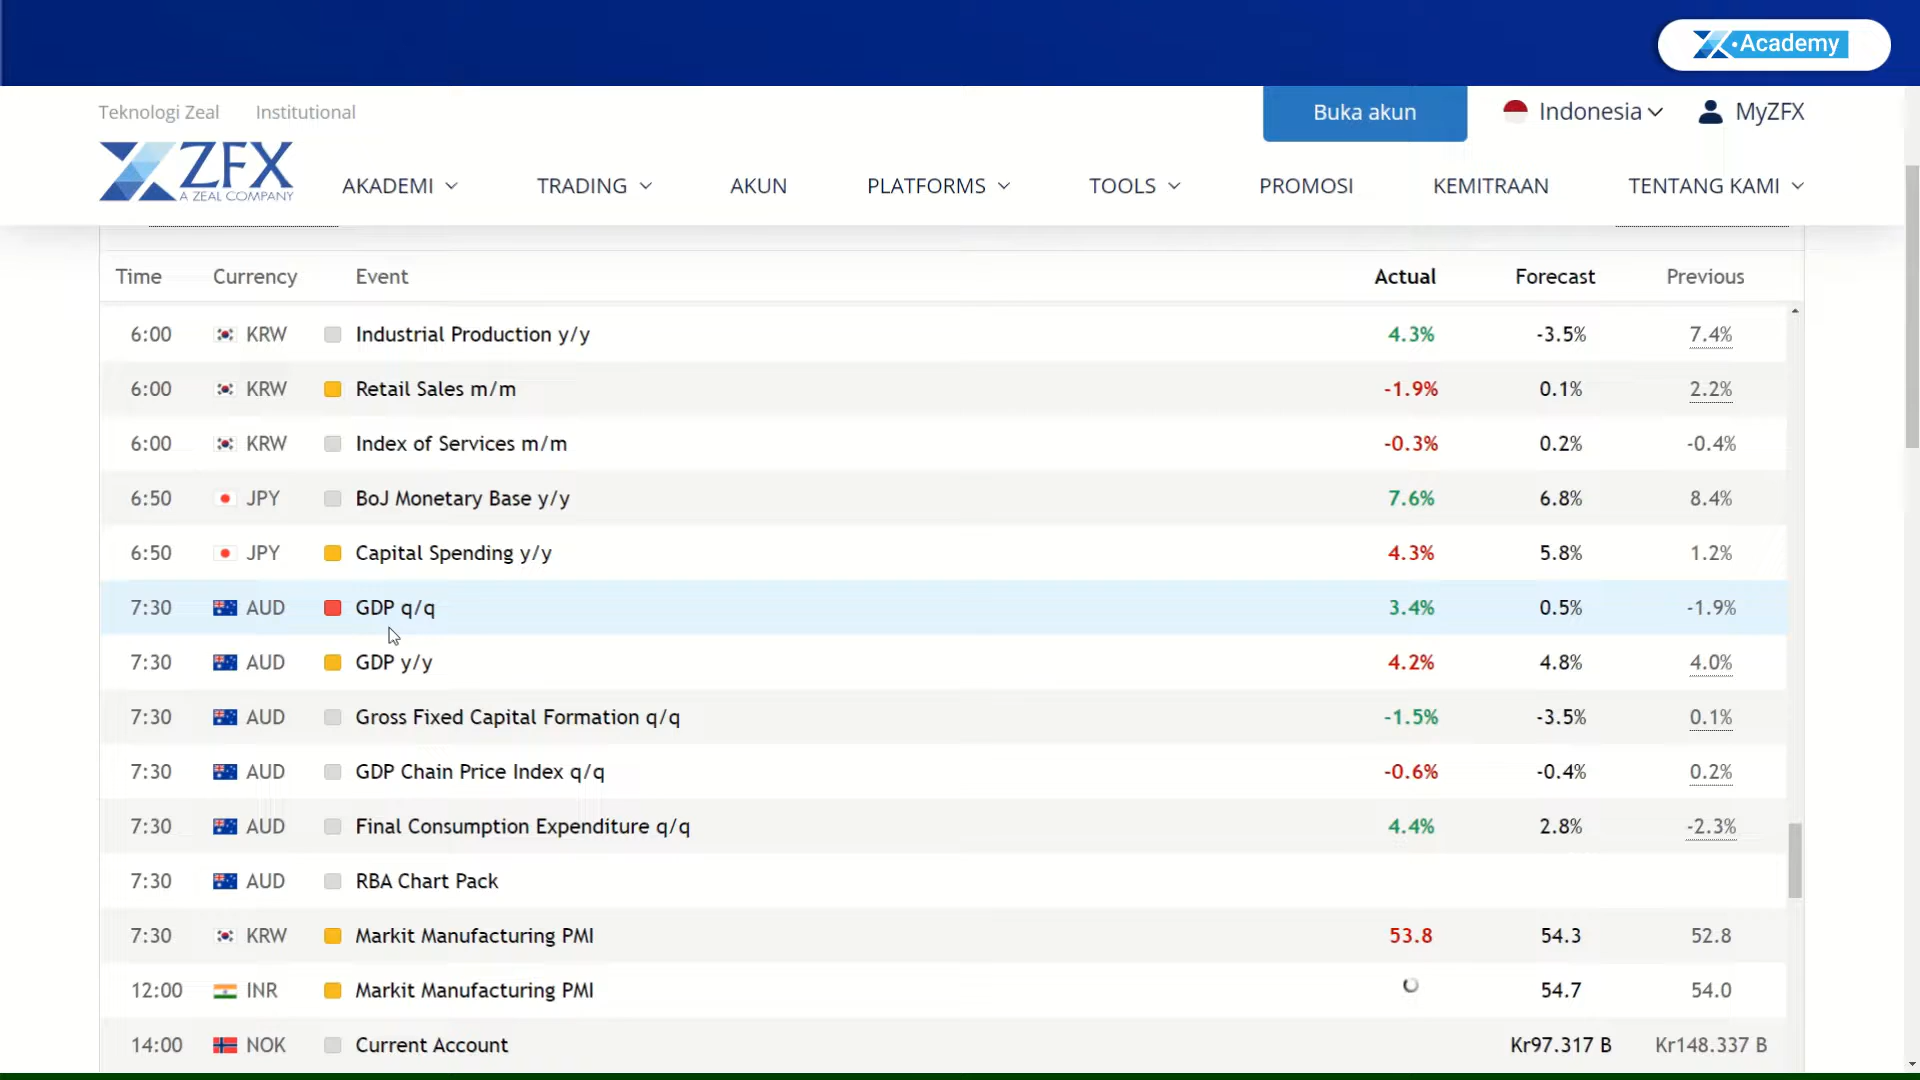 Academy
Teknologi Zeal Institutional Buka akun Indonesia MyZFX
ZFX
A ZEAL COMPANY
AKADEMI TRADING AKUN PLATFORMS TOOLS PROMOSI KEMITRAAN TENTANG KAMI
Time Currency Event Actual Forecast Previous
6:00 KRW Industrial Production y/y 4.3% -3.5% 7.4%
6:00 KRW Retail Sales m/m -1.9% 0.1% 2.2%
6:00 KRW Index of Services m/m -0.3% 0.2% -0.4%
6:50 JPY BoJ Monetary Base y/y 7.6% 6.8% 8.4%
6:50 JPY Capital Spending y/y 4.3% 5.8% 1.2%
7:30 AUD GDP q/q 3.4% 0.5% -1.9%
7:30 AUD GDP y/y 4.2% 4.8% 4.0%
7:30 AUD Gross Fixed Capital Formation q/q -1.5% -3.5% 0.1%
7:30 AUD GDP Chain Price Index q/q -0.6% -0.4% 0.2%
7:30 AUD Final Consumption Expenditure q/q 4.4% 2.8% -2.3%
7:30 AUD RBA Chart Pack
7:30 KRW Markit Manufacturing PMI 53.8 54.3 52.8
12:00 INR Markit Manufacturing PMI 54.7 54.0
14:00 NOK Current Account Kr97.317 B Kr148.337 B